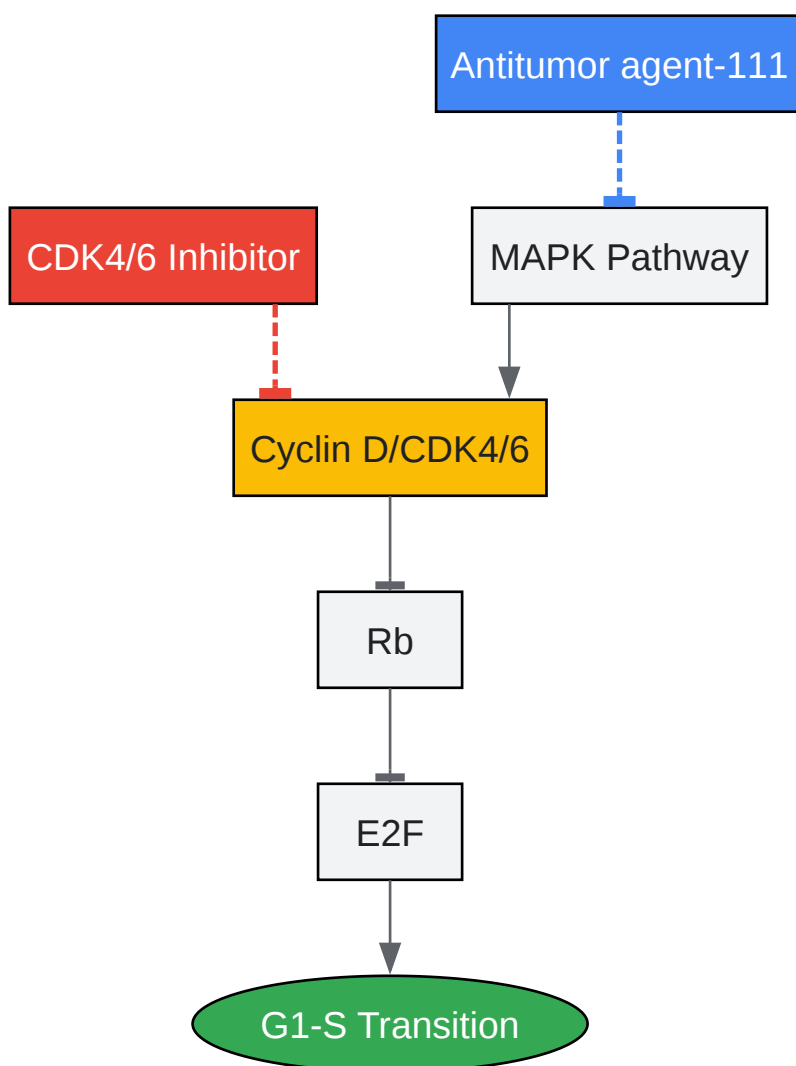 Antitumor agent-111
CDK4/6 Inhibitor
MAPK Pathway
Cyclin D/CDK4/6
Rb
E2F
G1-S Transition